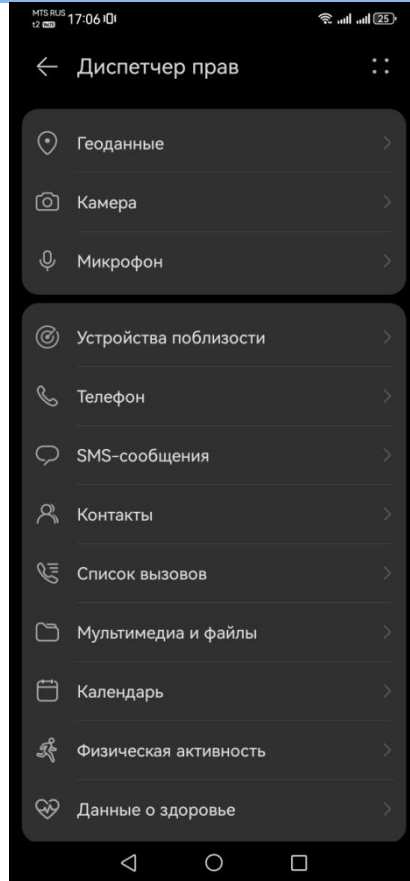 MTS RUS 17:06
t2 25
Диспетчер прав
Геоданные
Камера
Микрофон
Устройства поблизости
Телефон
SMS-сообщения
Контакты
Список вызовов
Мультимедиа и файлы
Календарь
Физическая активность
Данные о здоровье